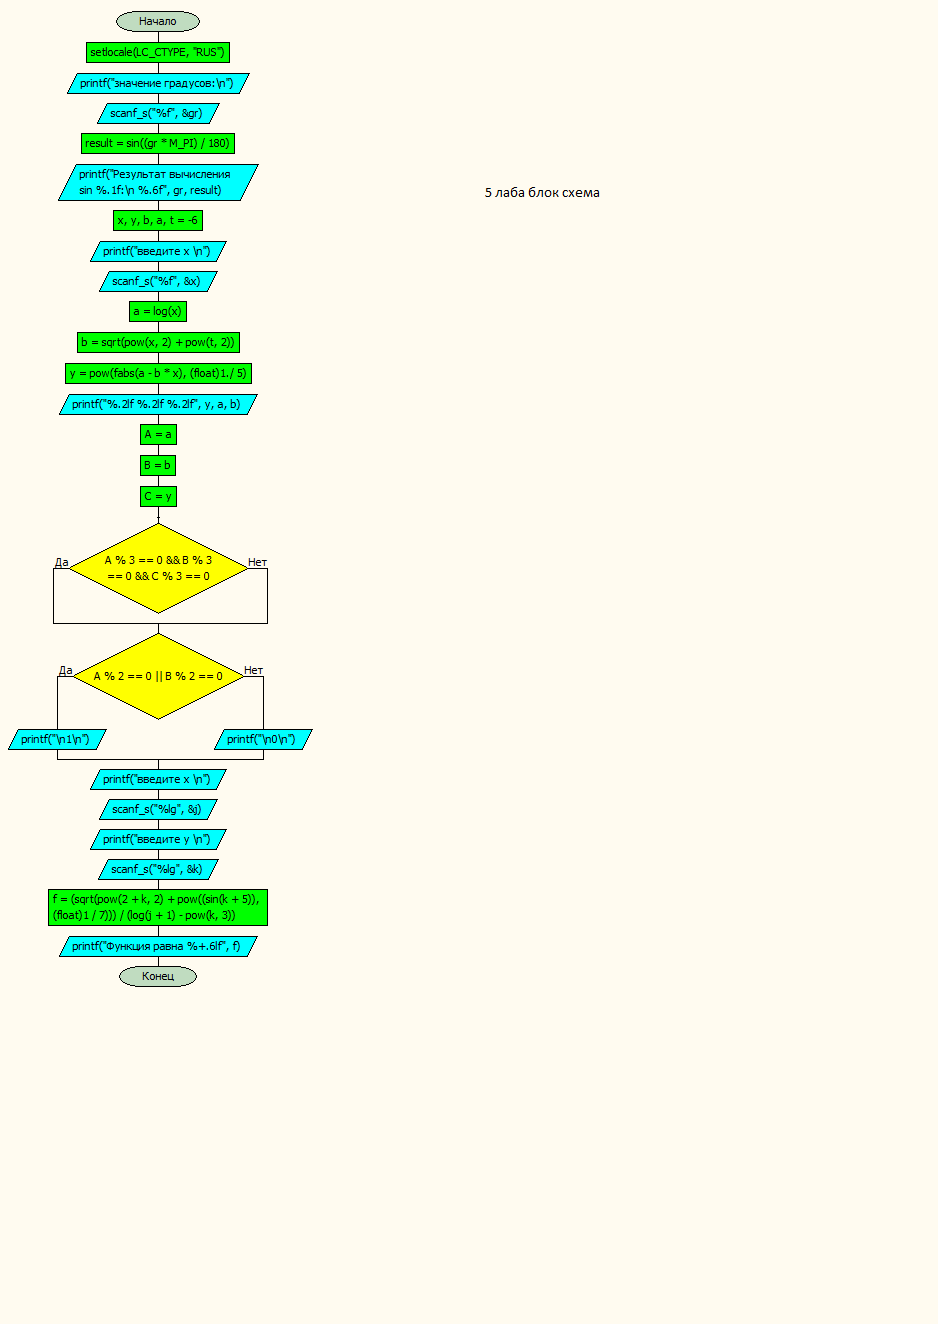 Начало
setlocale(LC_CTYPE, "RUS")
printf("значение градусов:\n")
scanf_s("%f", &gr)
result = sin((gr * M_PI) / 180)
printf("Результат вычисления
sin %.1f:\n %.6f", gr, result)
5 лаба блок схема
x, y, b, a, t = -6
printf("введите x \n")
scanf_s("%f", &x)
a = log(x)
b = sqrt(pow(x, 2) + pow(t, 2))
y = pow(fabs(a - b * x), (float)1./ 5)
printf("%.2lf %.2lf %.2lf", y, a, b)
A = a
B = b
C = y
Да
A % 3 == 0 && B % 3
== 0 && C % 3 == 0
Нет
Да
A % 2 == 0 || B % 2 == 0
Нет
printf("\n1\n")
printf("\n0\n")
printf("введите x \n")
scanf_s("%lg", &j)
printf("введите y \n")
scanf_s("%lg", &k)
f = (sqrt(pow(2 + k, 2) + pow((sin(k + 5)),
(float)1 / 7))) / (log(j + 1) - pow(k, 3))
printf("Функция равна %+.6lf", f)
Конец